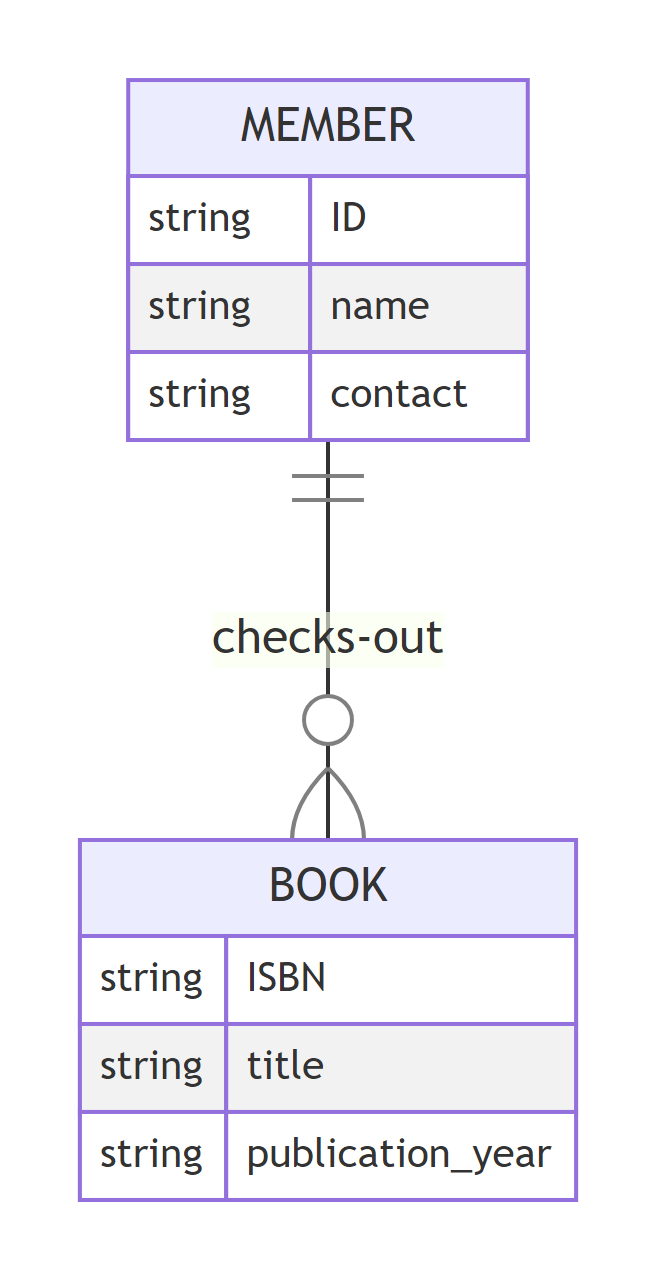 MEMBER
string ID
string name
string contact
checks-out
BOOK
string ISBN
string title
string publication_year